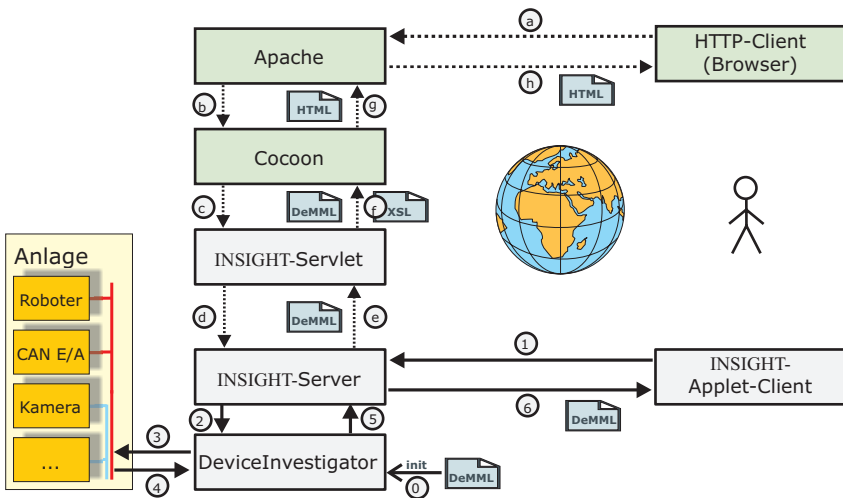 a
Apache
HTTP-Client
(Browser)
h
HTML
b
HTML
g
Cocoon
c
DeMML
f
XSL
INSIGHT-Servlet
Anlage
Roboter
d
DeMML
e
CAN E/A
1
INSIGHT-Server
INSIGHT-
Applet-Client
Kamera
2
5
6
DeMML
3
...
DeviceInvestigator
init
DeMML
4
0